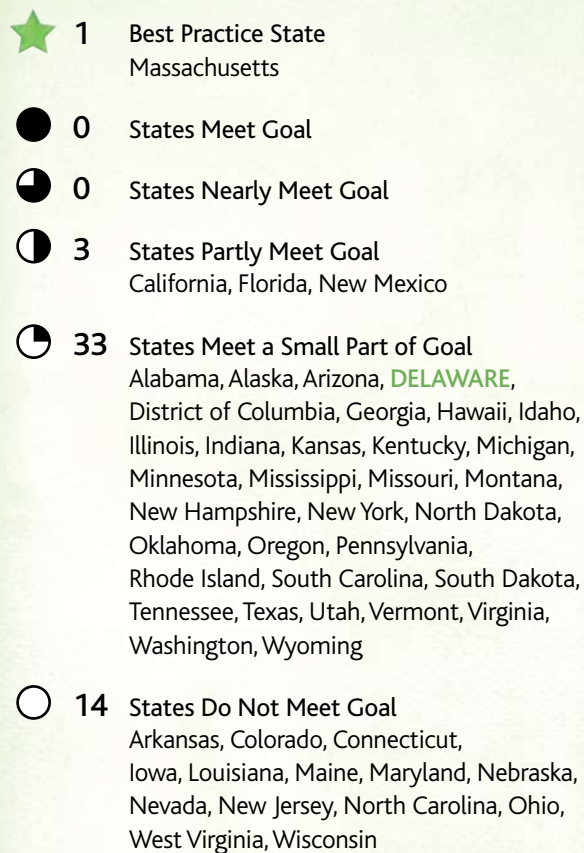 1 Best Practice State
Massachusetts
0 States Meet Goal
0 States Nearly Meet Goal
3 States Partly Meet Goal
California, Florida, New Mexico
33 States Meet a Small Part of Goal
Alabama, Alaska, Arizona, DELAWARE,
District of Columbia, Georgia, Hawaii, Idaho,
Illinois, Indiana, Kansas, Kentucky, Michigan,
Minnesota, Mississippi, Missouri, Montana,
New Hampshire, New York, North Dakota,
Oklahoma, Oregon, Pennsylvania,
Rhode Island, South Carolina, South Dakota,
Tennessee, Texas, Utah, Vermont, Virginia,
Washington, Wyoming
14 States Do Not Meet Goal
Arkansas, Colorado, Connecticut,
Iowa, Louisiana, Maine, Maryland, Nebraska,
Nevada, New Jersey, North Carolina, Ohio,
West Virginia, Wisconsin